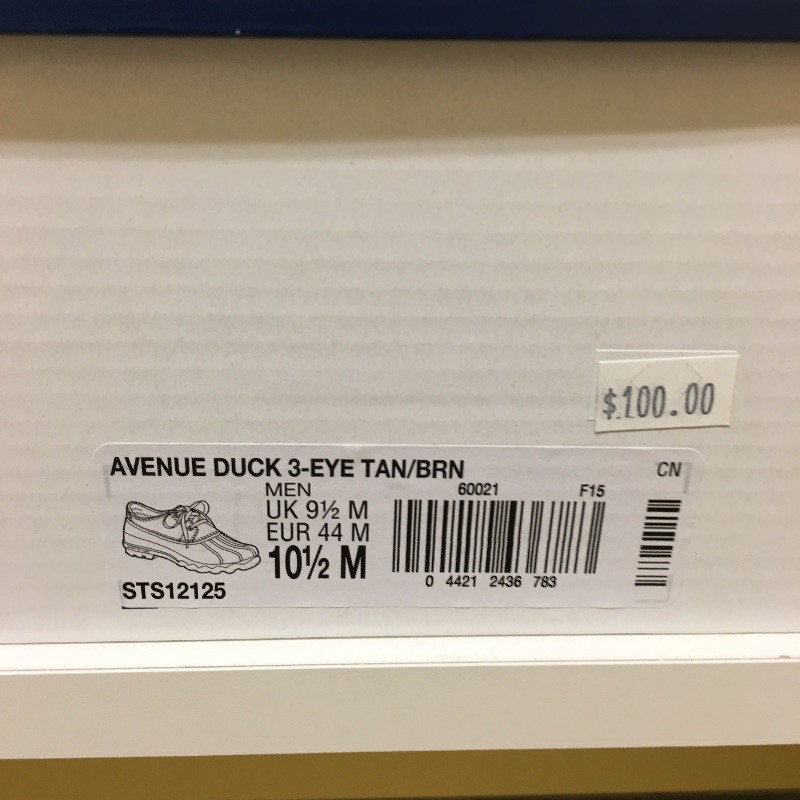 $100.00
AVENUE DUCK 3-EYE TAN/BRN
CN
MEN
60021
F15
UK 9½ M
EUR 44 M
10½ M
STS12125
0 4421 2436 783